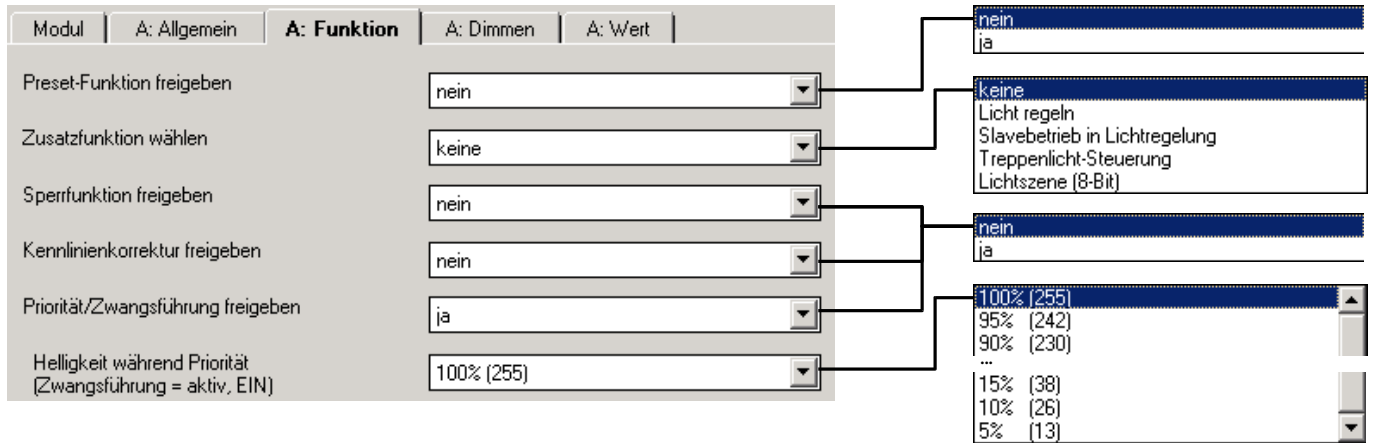 Modul
A: Allgemein
A: Funktion
A: Dimmen
A: Wert
Preset-Funktion freigeben
nein
Zusatzfunktion wählen
keine
Sperrfunktion freigeben
nein
Kennlinienkorrektur freigeben
nein
Priorität/Zwangsführung freigeben
ja
Helligkeit während Priorität
(Zwangsführung = aktiv, EIN)
100% (255)
nein
ja
keine
Licht regeln
Slavebetrieb in Lichtregelung
Treppenlicht-Steuerung
Lichtszene (8-Bit)
nein
ja
100% (255)
95% (242)
90% (230)
...
15% (38)
10% (26)
5% (13)